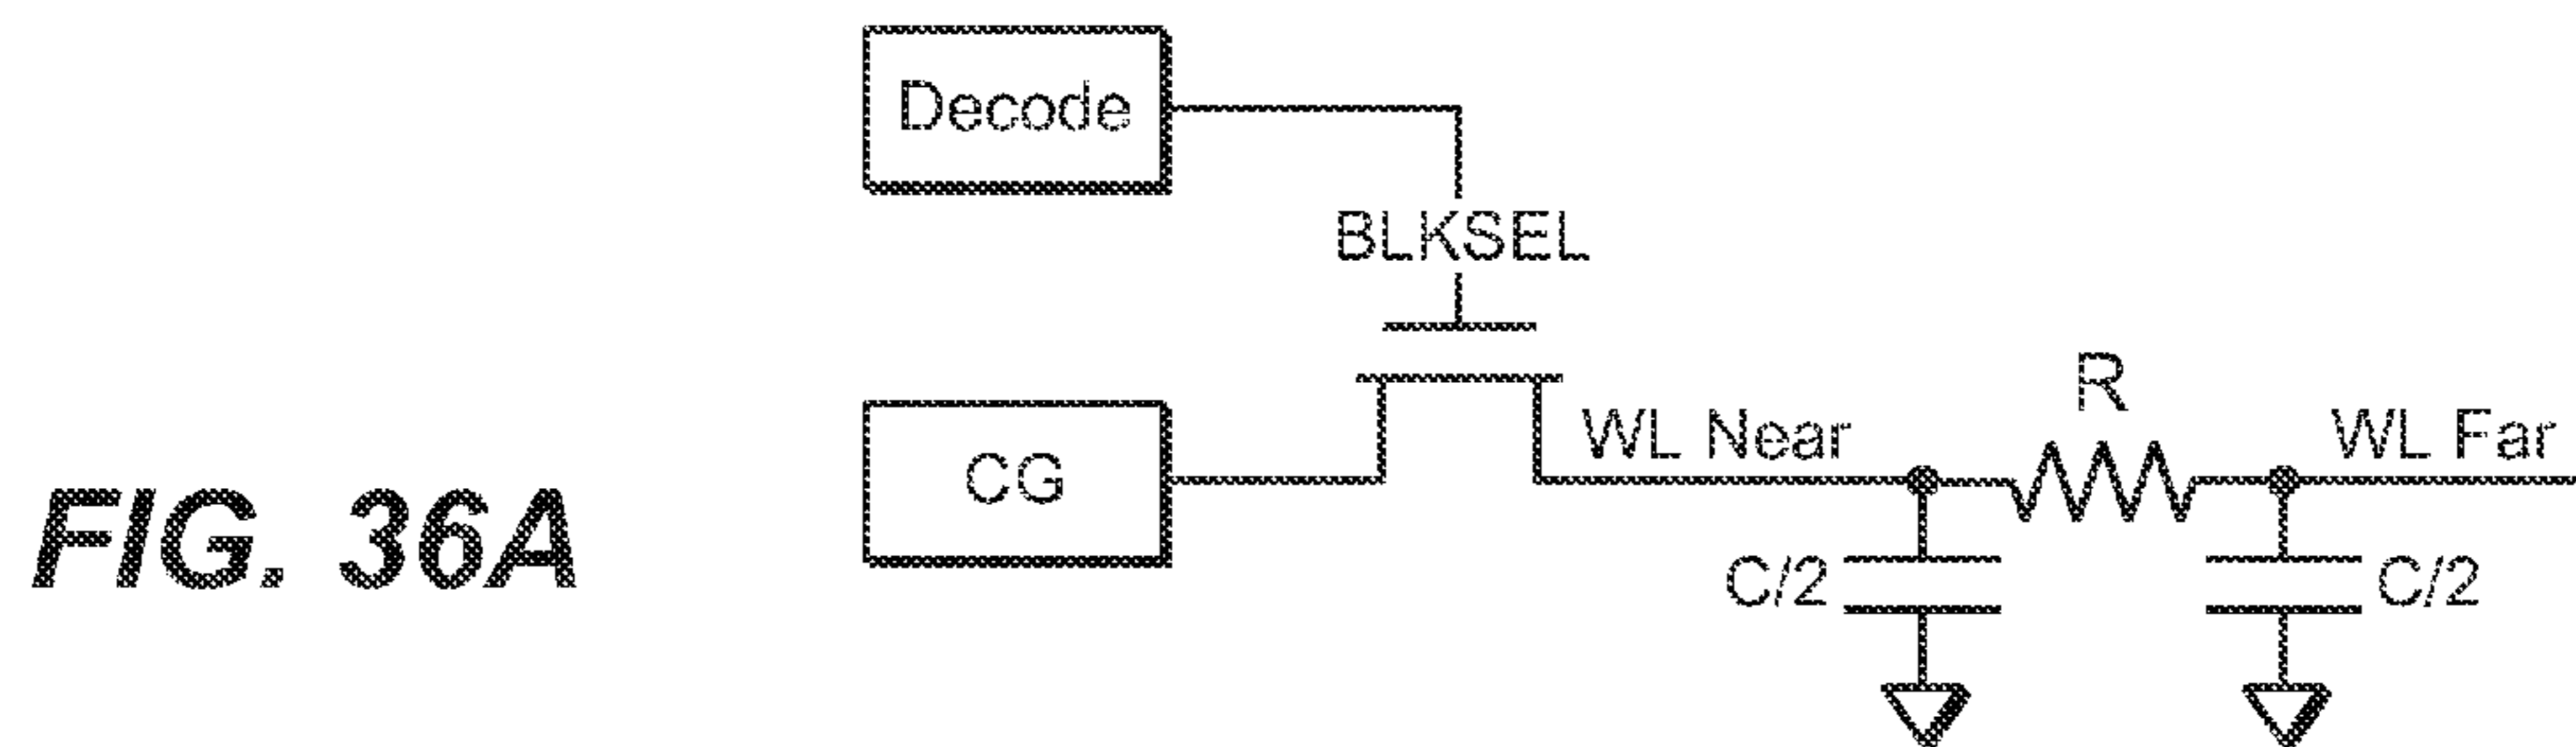 Decode
BLKSEL
CG
WL Near
R
WL Far
C/2
C/2
FIG. 36A